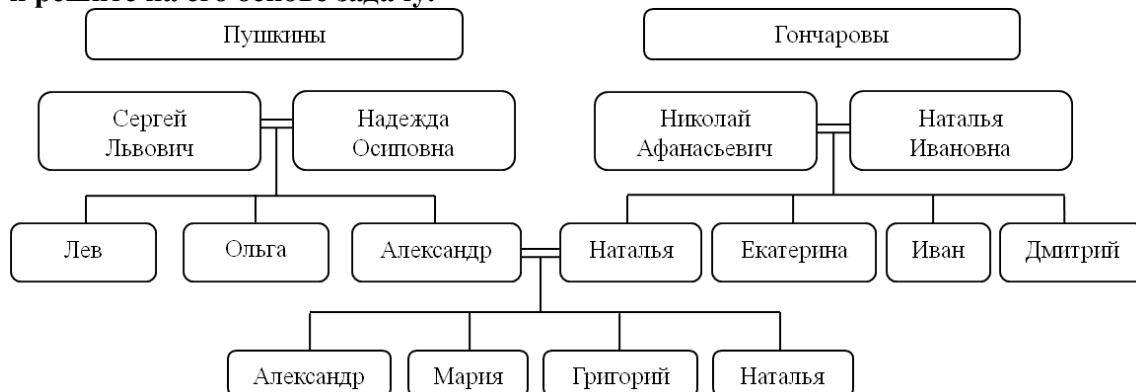 и решите на его основе задачу.
Пушкины
Гончаровы
Сергей
Львович
Надежда
Осиповна
Николай
Афанасьевич
Наталья
Ивановна
Лев
Ольга
Александр
Наталья
Екатерина
Иван
Дмитрий
Александр
Мария
Григорий
Наталья